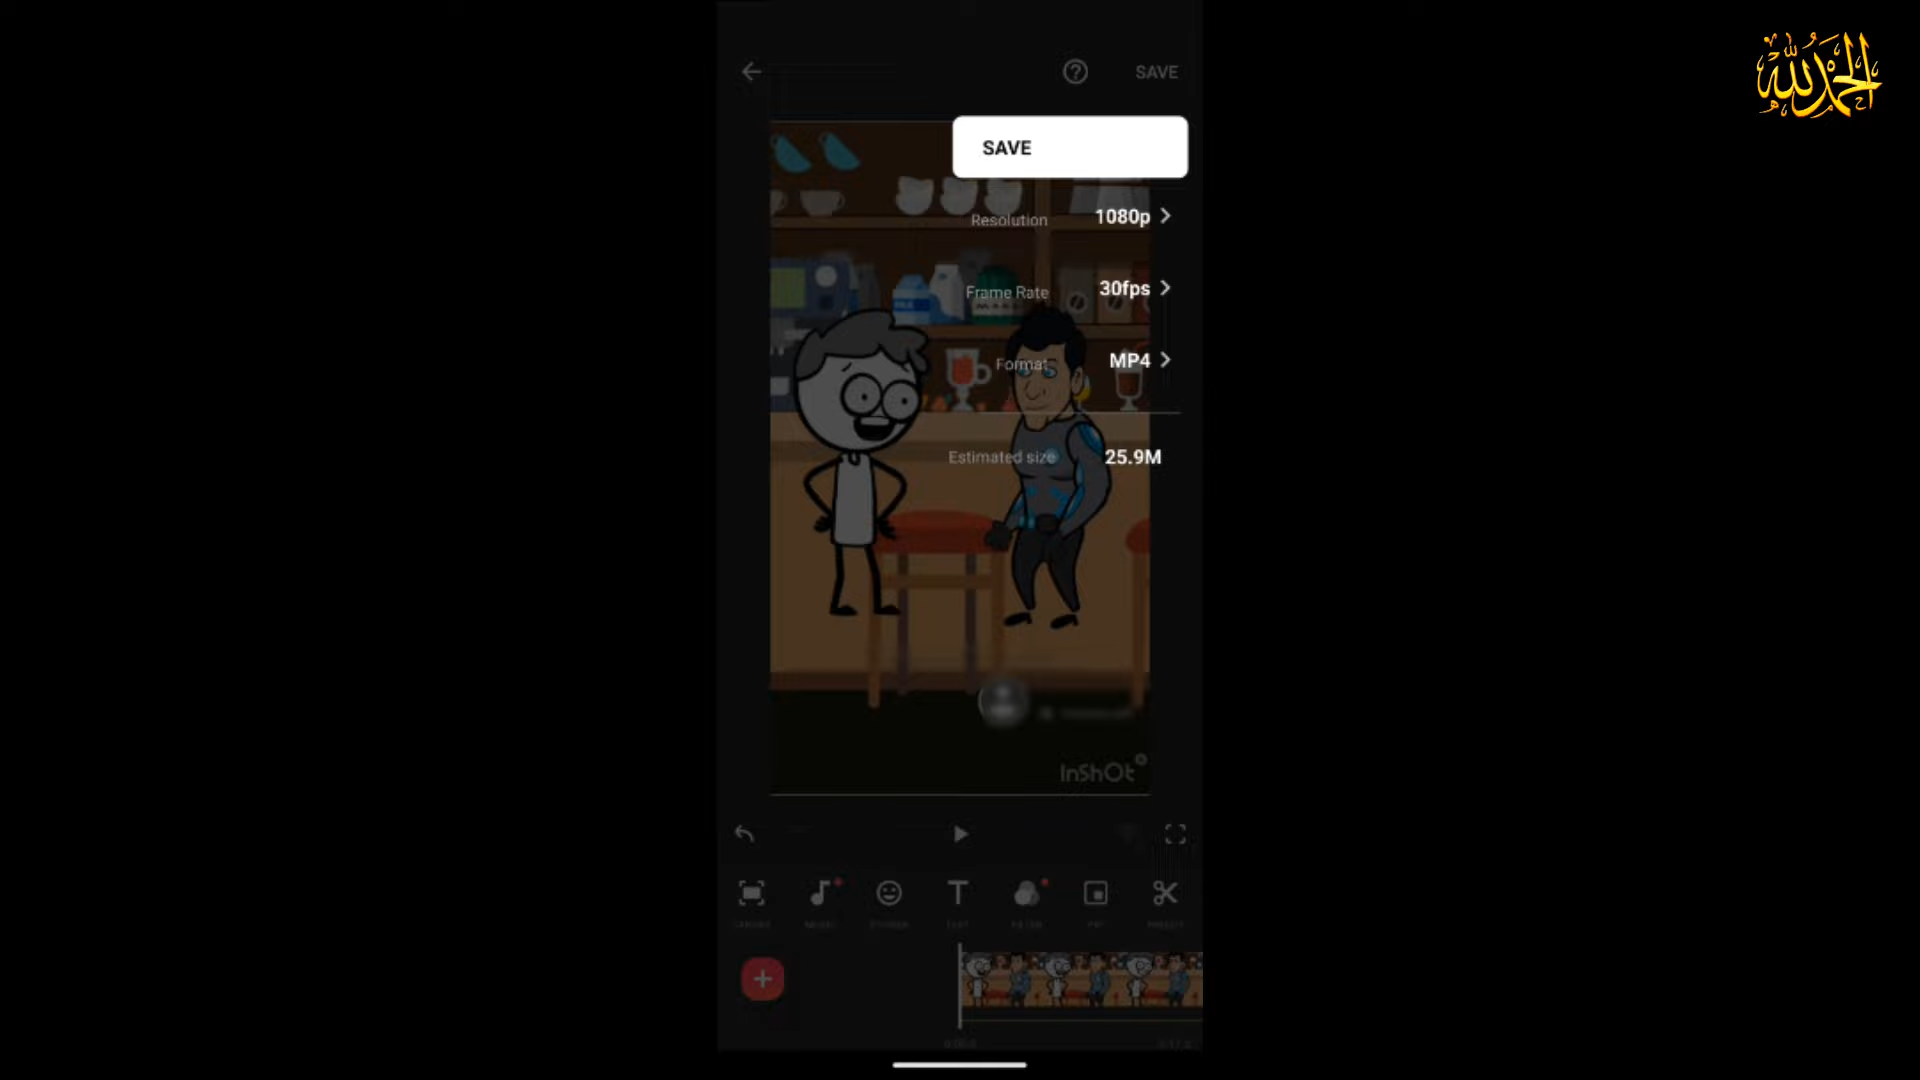 SAVE
الحمد لله
SAVE
Resolution 1080p
Frame Rate 30fps
Format MP4
Estimated size 25.9M
InShOt